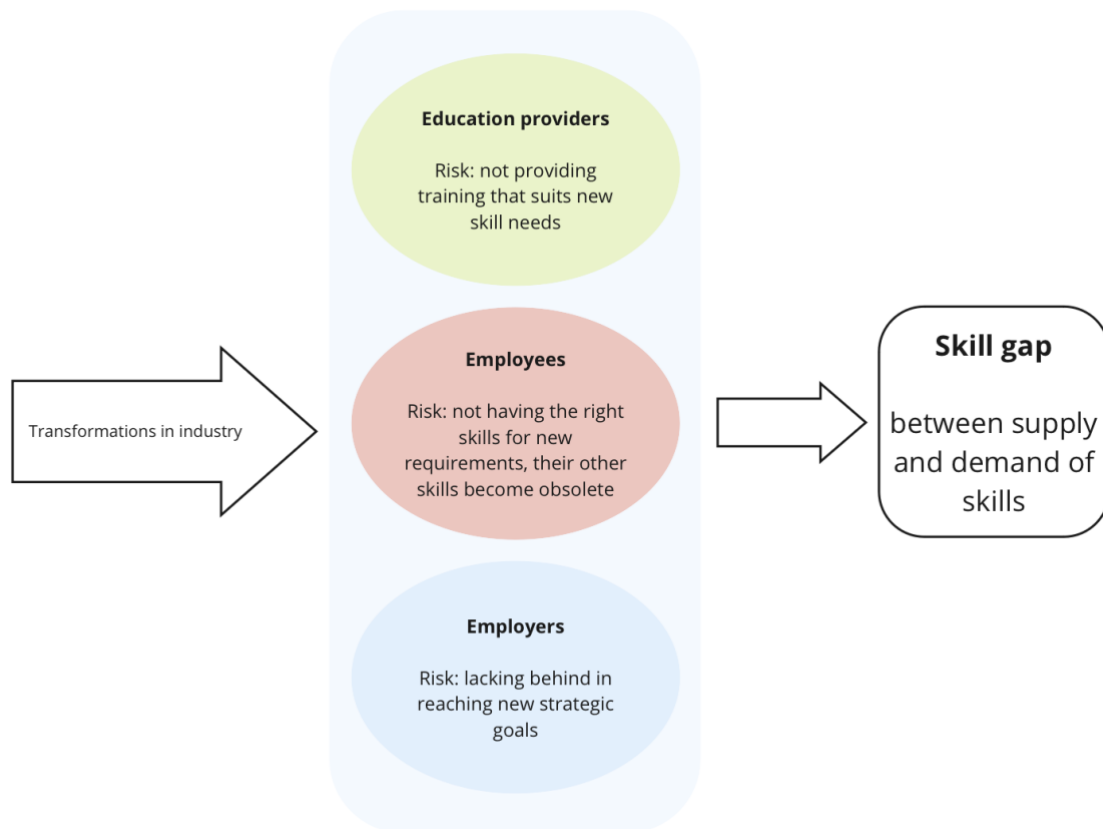 Transformations in industry
Education providers
Risk: not providing
training that suits new
skill needs
Employees
Risk: not having the right
skills for new
requirements, their other
skills become obsolete
Employers
Risk: lacking behind in
reaching new strategic
goals
Skill gap
between supply
and demand of
skills